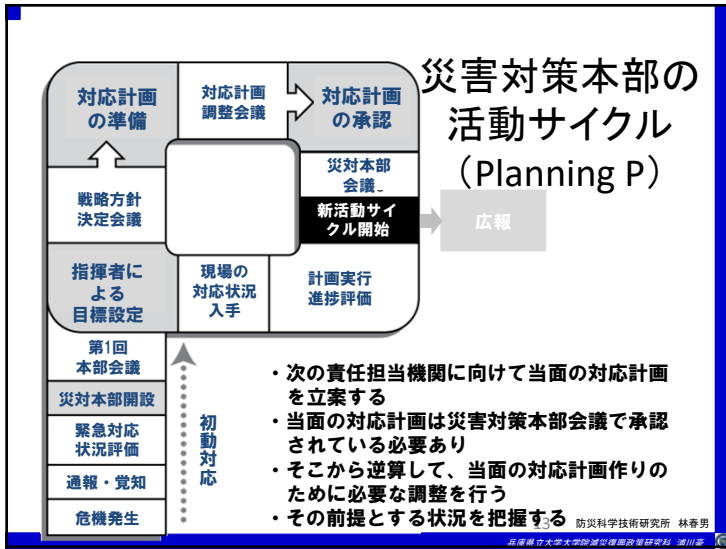 災害対策本部の
活動サイクル
（Planning P）
対応計画
の準備
対応計画
調整会議
対応計画
の承認
災対本部
会議
新活動サイ
クル開始
広報
戦略方針
決定会議
指揮者に
よる
目標設定
現場の
対応状況
入手
計画実行
進捗評価
第1回
本部会議
災対本部開設
緊急対応
状況評価
通報・覚知
危機発生
初動対応
・次の責任担当機関に向けて当面の対応計画
を立案する
・当面の対応計画は災害対策本部会議で承認
されている必要あり
・そこから逆算して、当面の対応計画作りの
ために必要な調整を行う
・その前提とする状況を把握する
13
防災科学技術研究所　林春男
兵庫県立大学大学院減災復興政策研究科　浦川豪